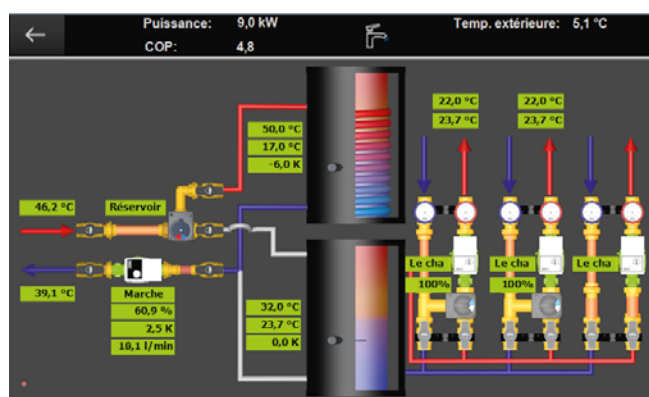 Puissance: 9,0 kW Temp. extérieure: 5,1 °C
COP: 4,8
22,0 °C 22,0 °C
23,7 °C 23,7 °C
50,0 °C
17,0 °C
-6,0 K
46,2 °C Réservoir
Le cha Le cha Le cha
100% 100%
39,1 °C Marche
60,9 %
2,5 K
18,1 l/min
32,0 °C
23,7 °C
0,0 K